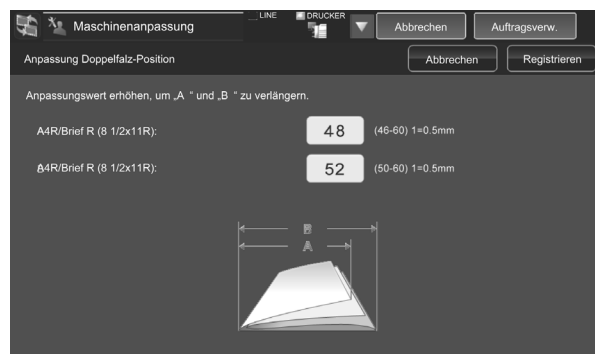 Maschinenanpassung LINE DRUCKER Abbrechen Auftragsverw.
Anpassung Doppelfalz-Position Abbrechen Registrieren
Anpassungswert erhöhen, um „A “ und „B “ zu verlängern.
A4R/Brief R (8 1/2x11R): 48 (46-60) 1=0.5mm
A4R/Brief R (8 1/2x11R): 52 (50-60) 1=0.5mm
B
A